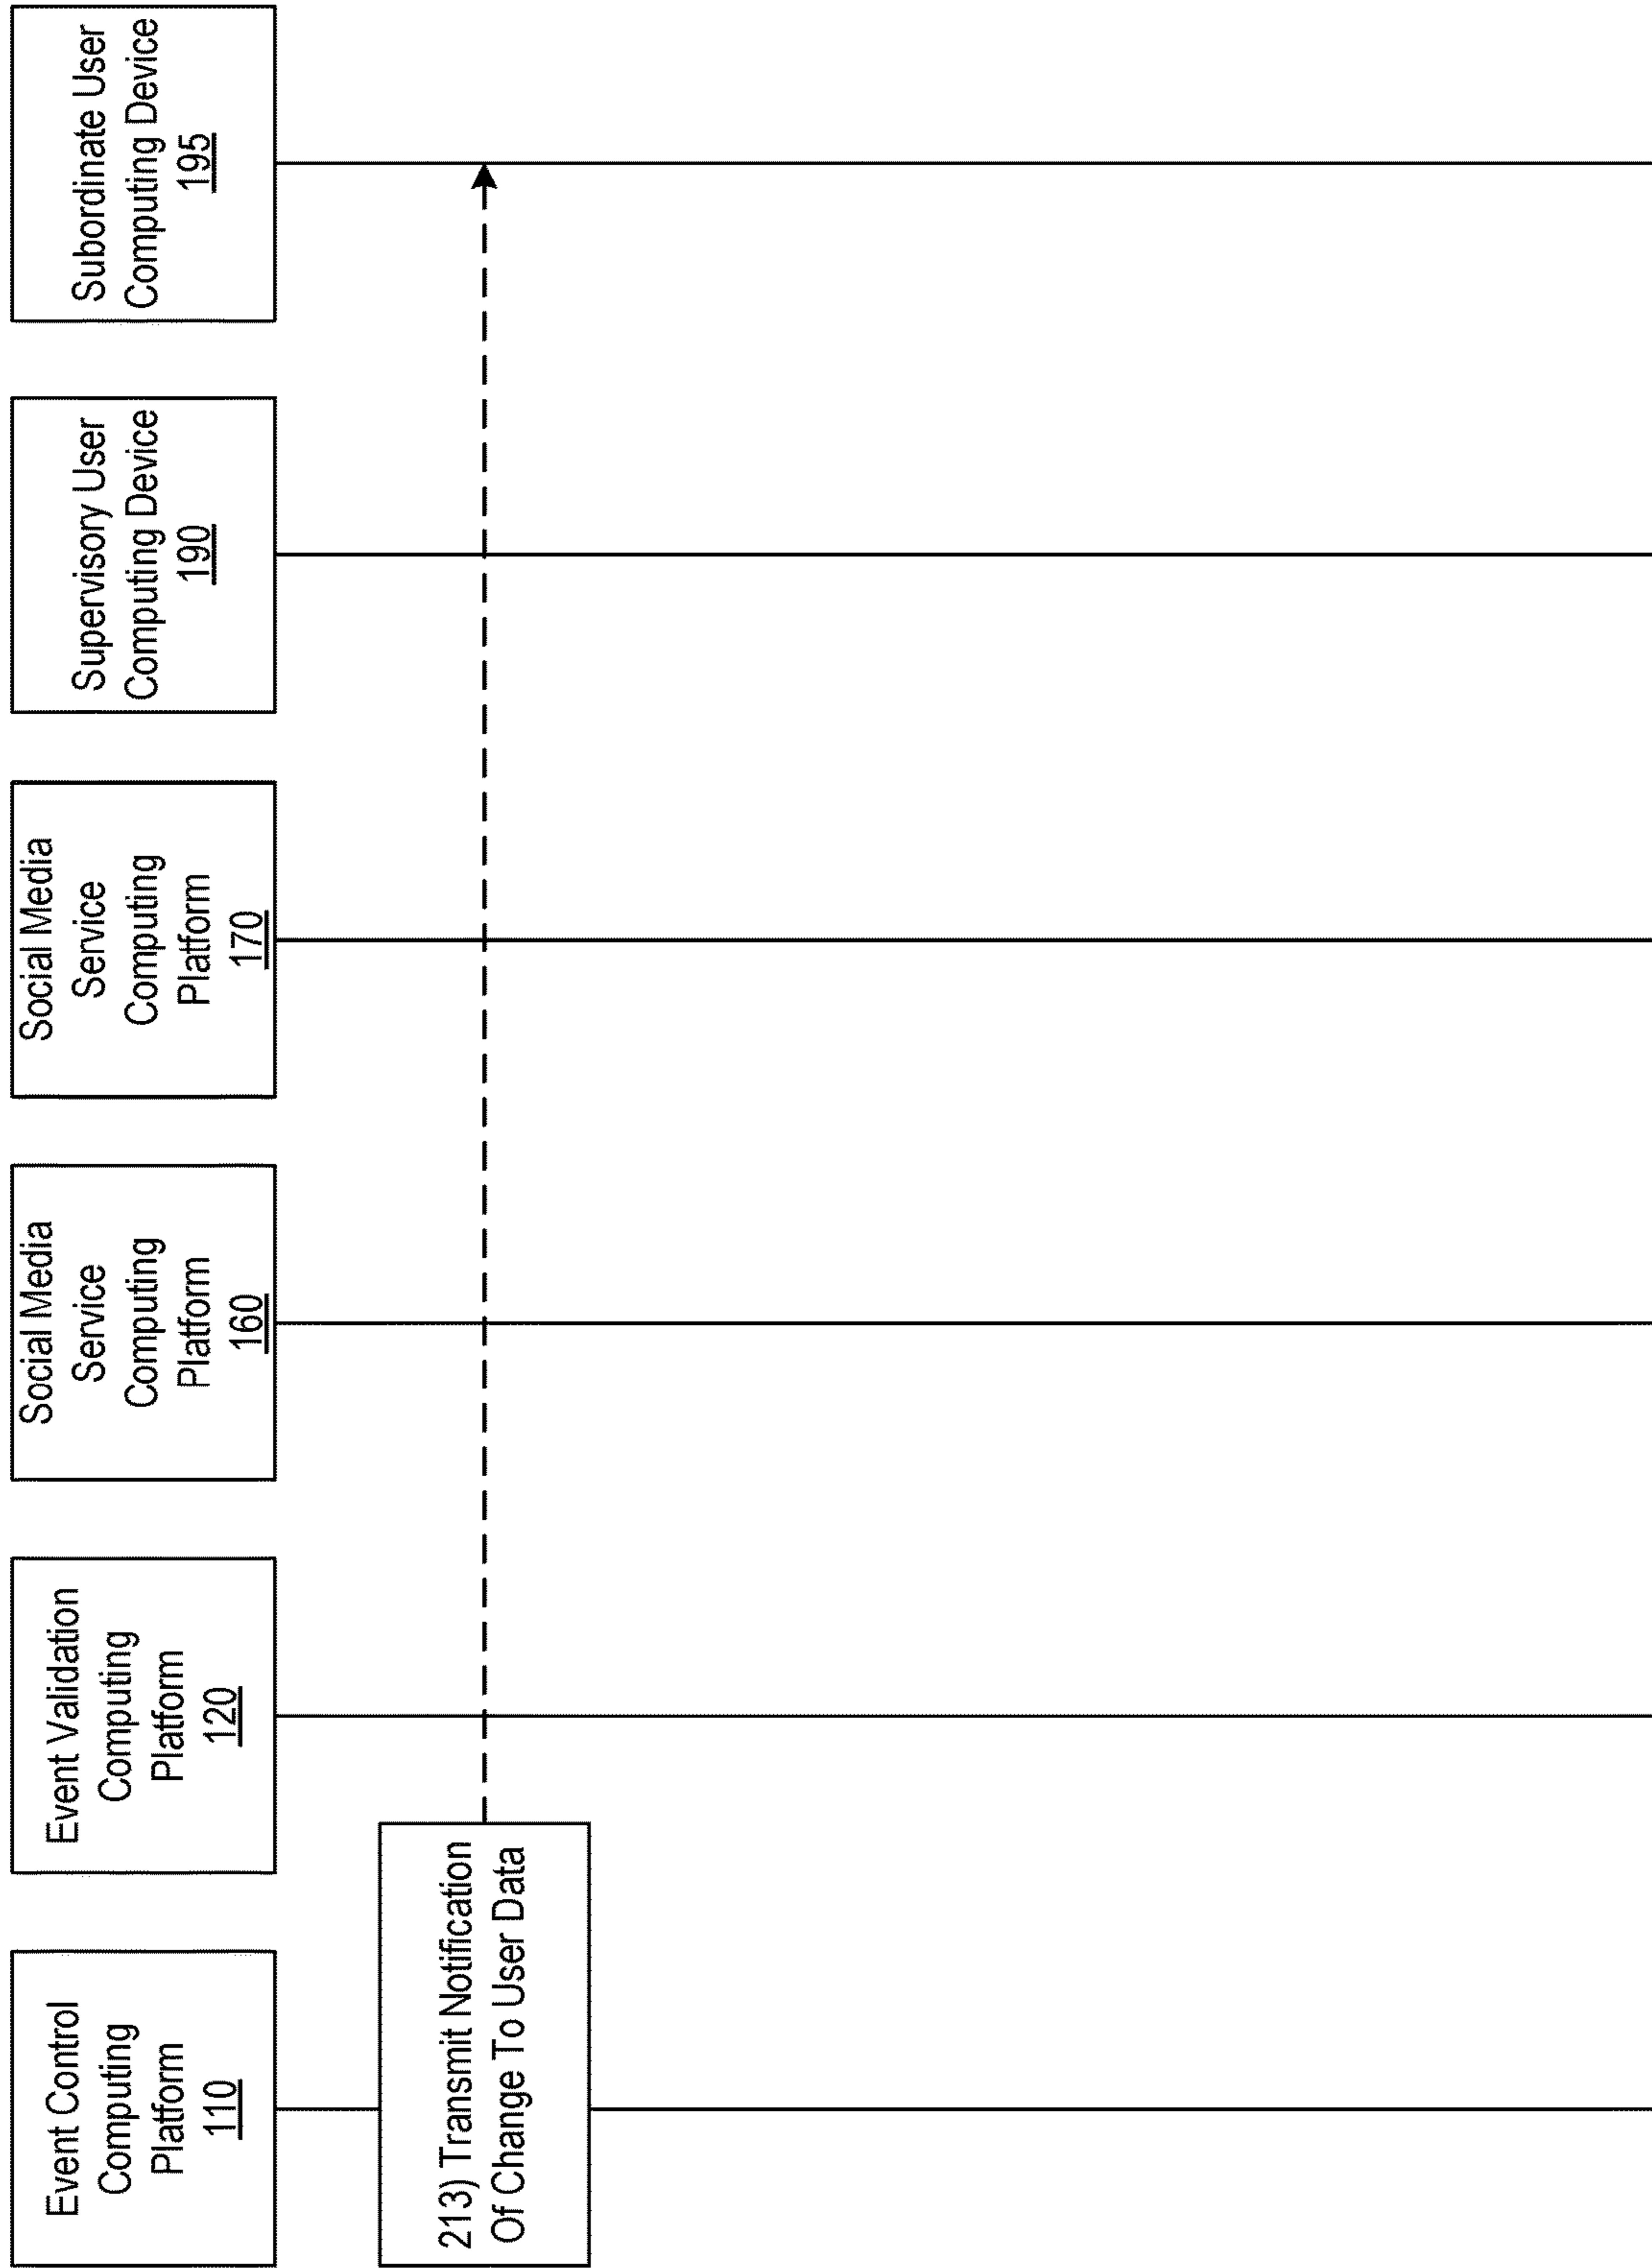 Event Control
Computing
Platform
110
Event Validation
Computing
Platform
120
Social Media
Service
Computing
Platform
160
Social Media
Service
Computing
Platform
170
Supervisory User
Computing Device
190
Subordinate User
Computing Device
195
213) Transmit Notification
Of Change To User Data